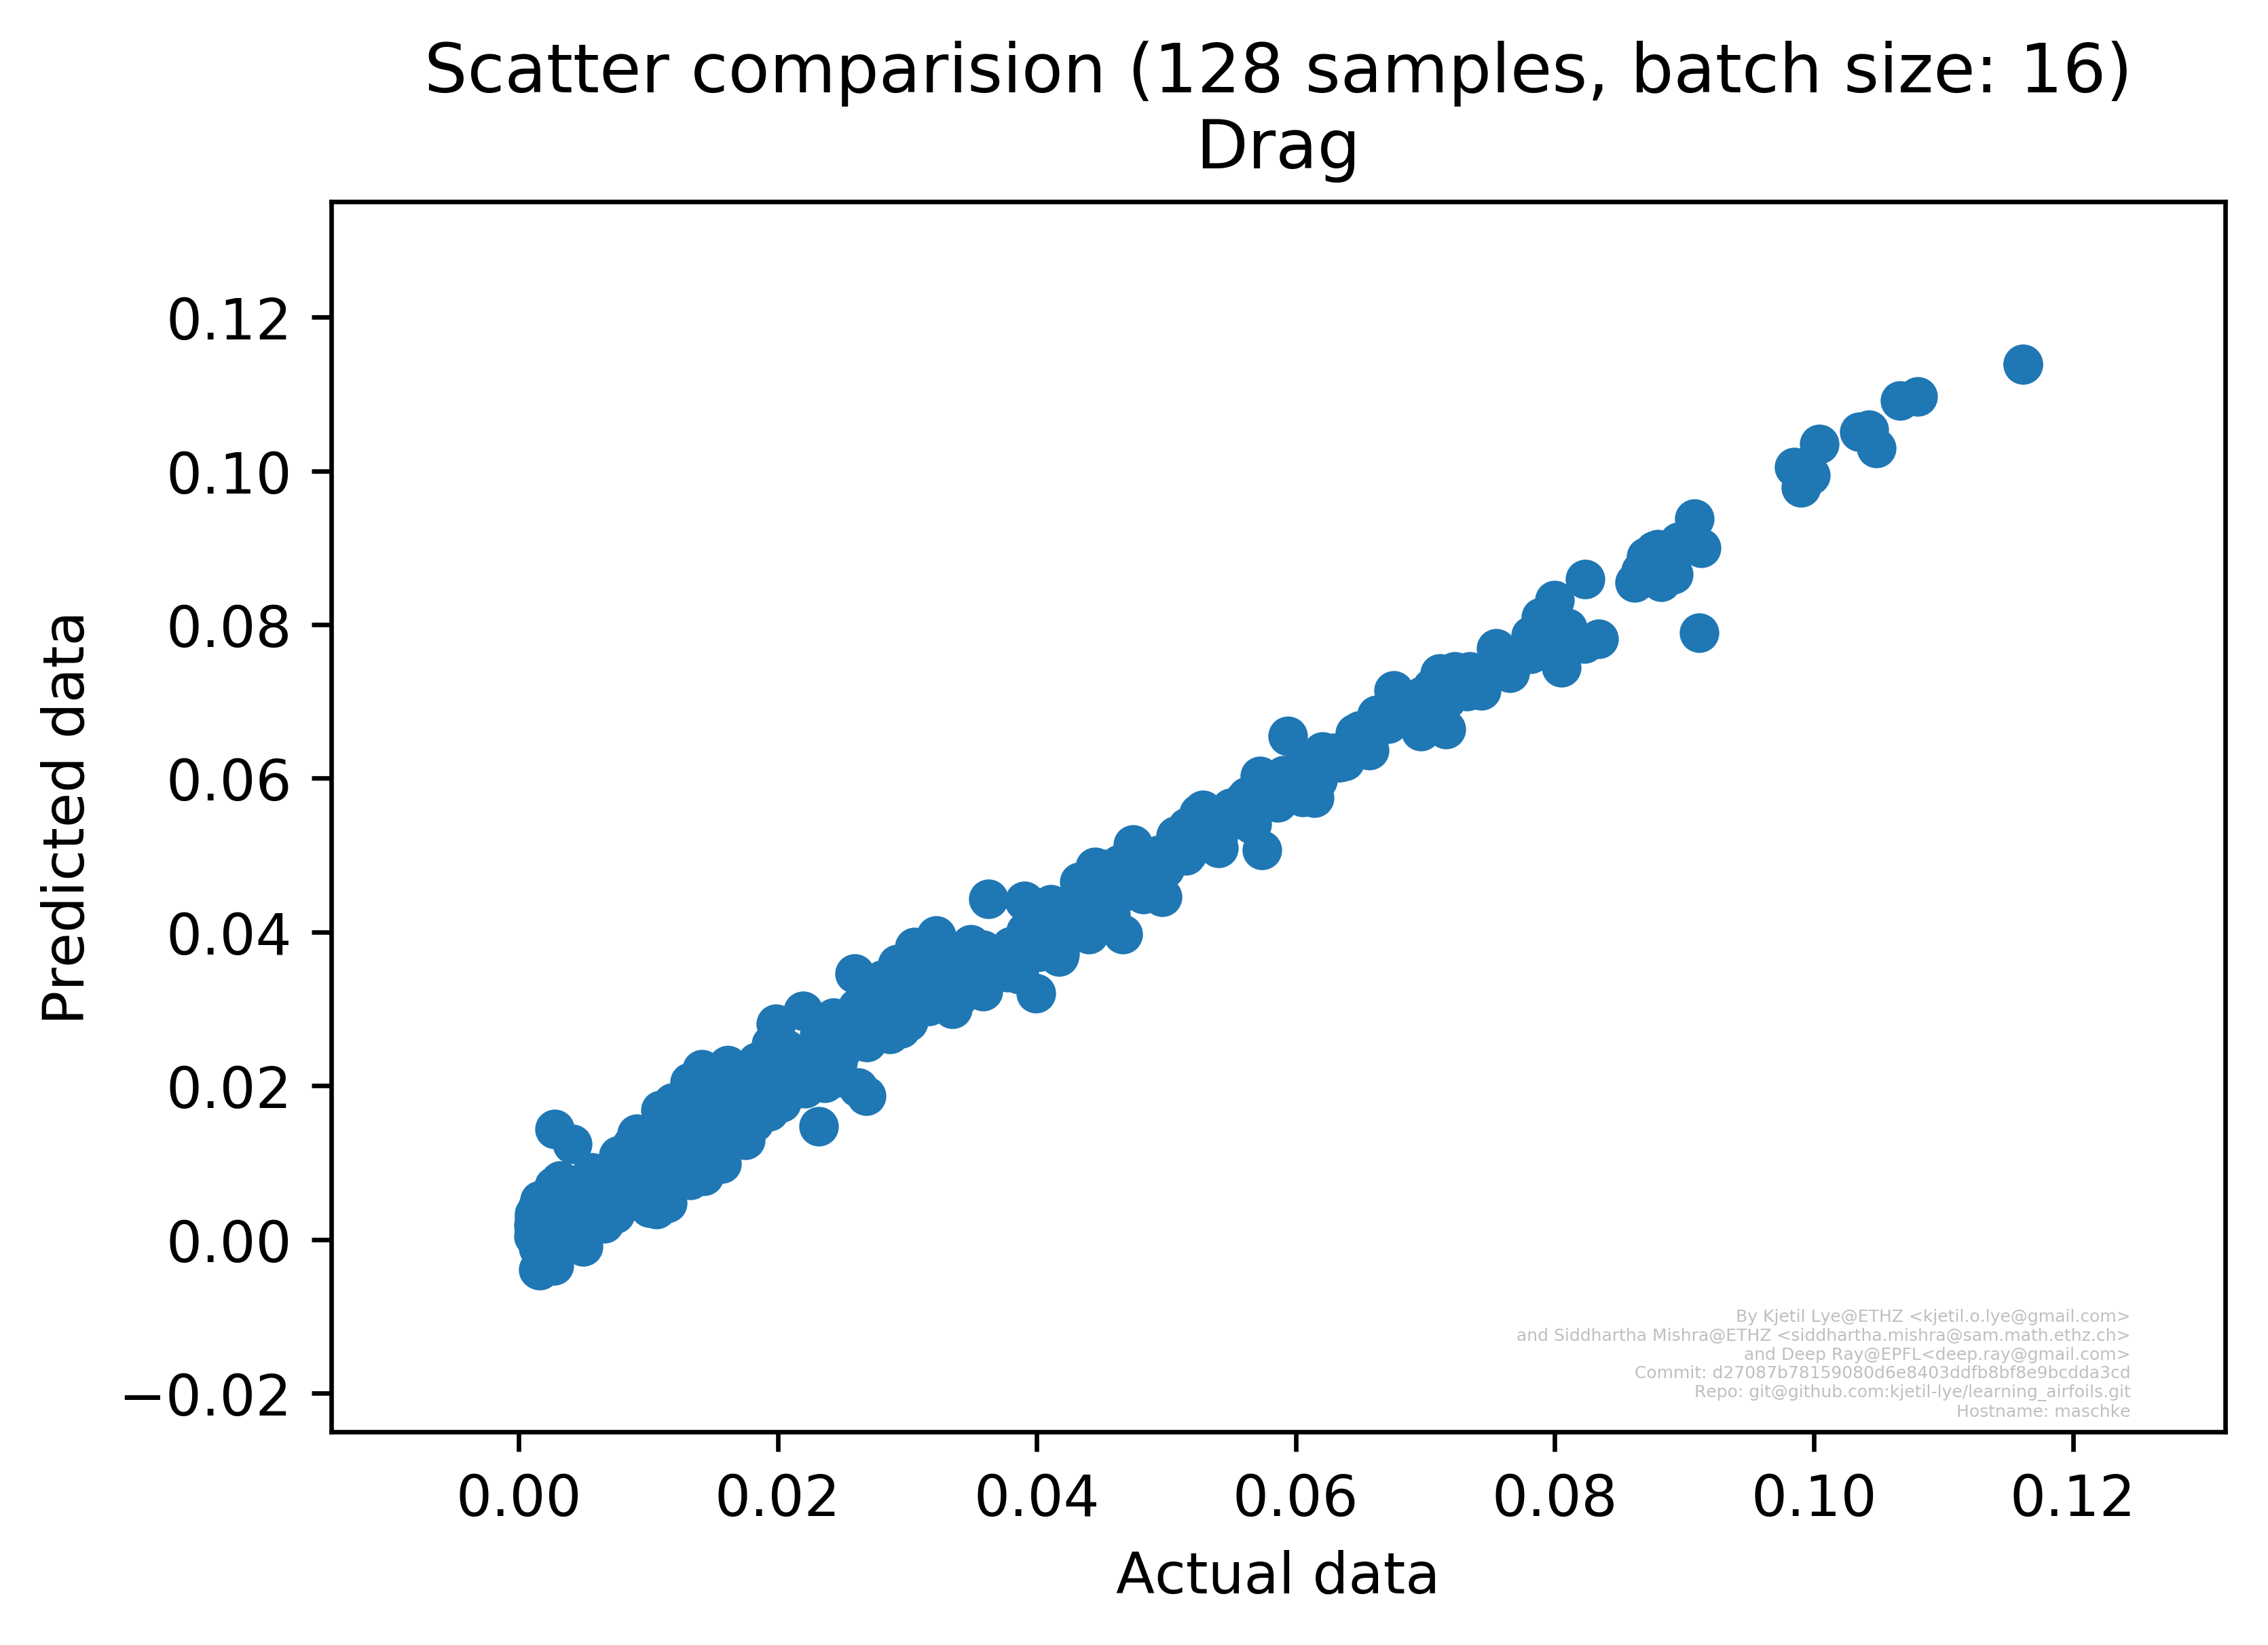 Scatter comparision (128 samples, batch size: 16)
Drag
0.12
0.10
0.08
0.06
0.04
0.02
0.00
−0.02
Predicted data
0.00 0.02 0.04 0.06 0.08 0.10 0.12
Actual data
By Kjetil Lye@ETHZ <kjetil.o.lye@gmail.com>
and Siddhartha Mishra@ETHZ <siddhartha.mishra@sam.math.ethz.ch>
and Deep Ray@EPFL<deep.ray@gmail.com>
Commit: d27087b78159080d6e8403ddfb8bf8e9bcdda3cd
Repo: git@github.com:kjetil-lye/learning_airfoils.git
Hostname: maschke